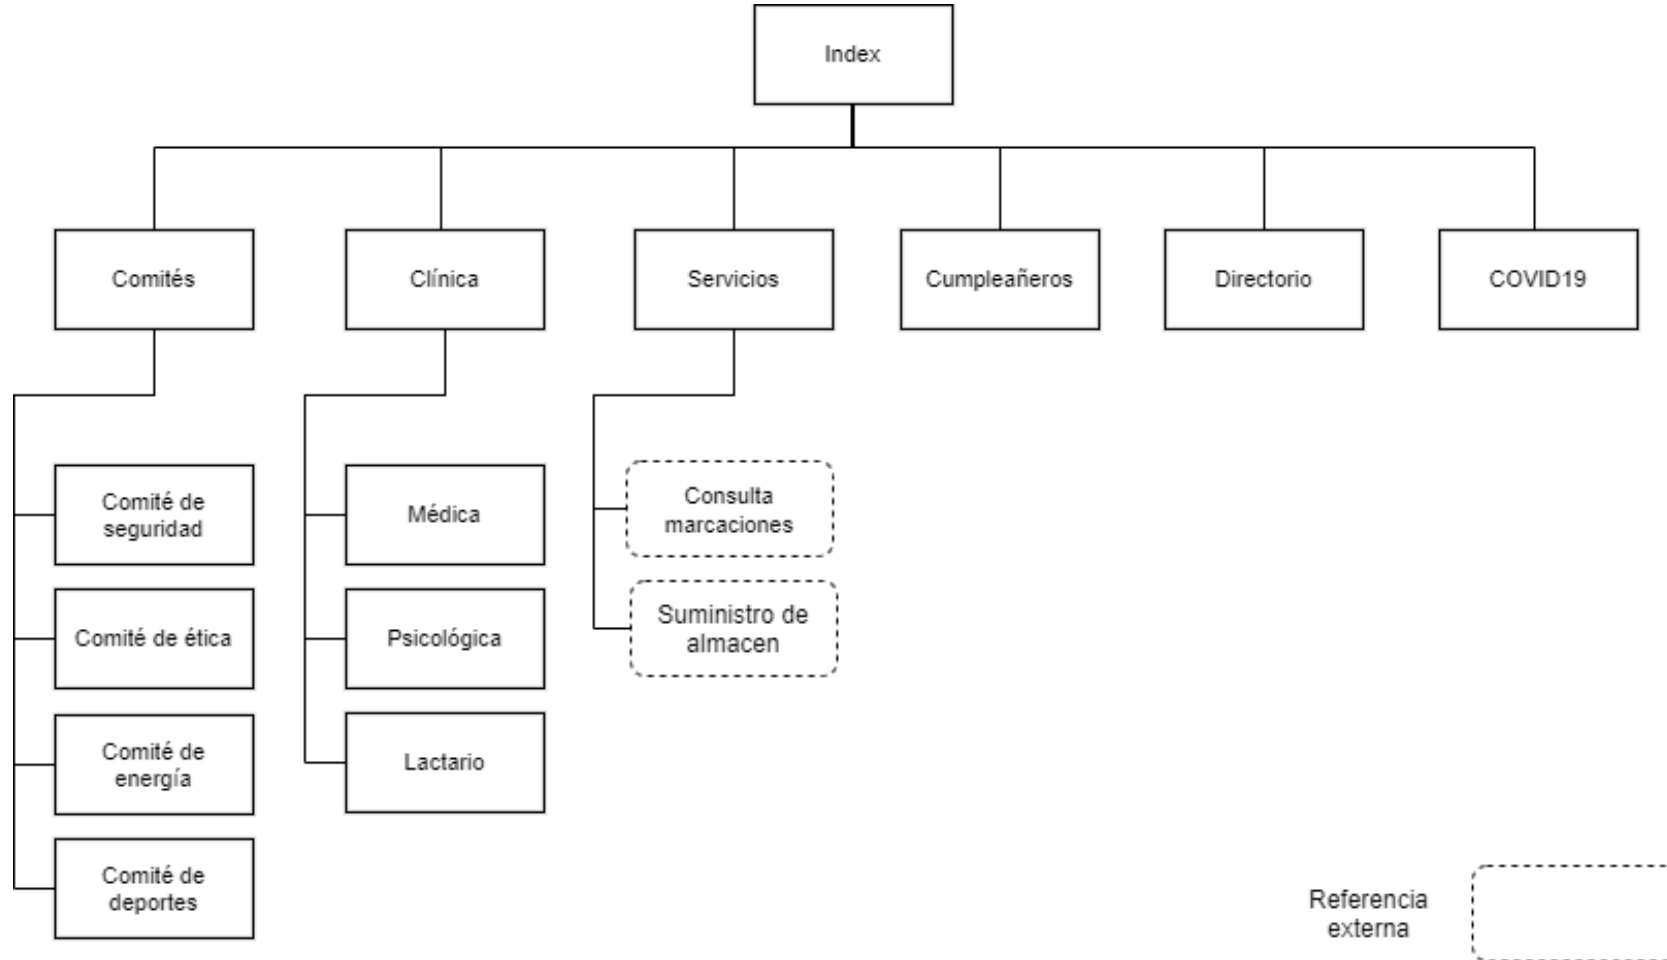 Index
Comités
Clínica
Servicios
Cumpleañeros
Directorio
COVID19
Comité de
seguridad
Médica
Consulta
marcaciones
Comité de ética
Psicológica
Suministro de
almacen
Comité de
energía
Lactario
Comité de
deportes
Referencia
externa